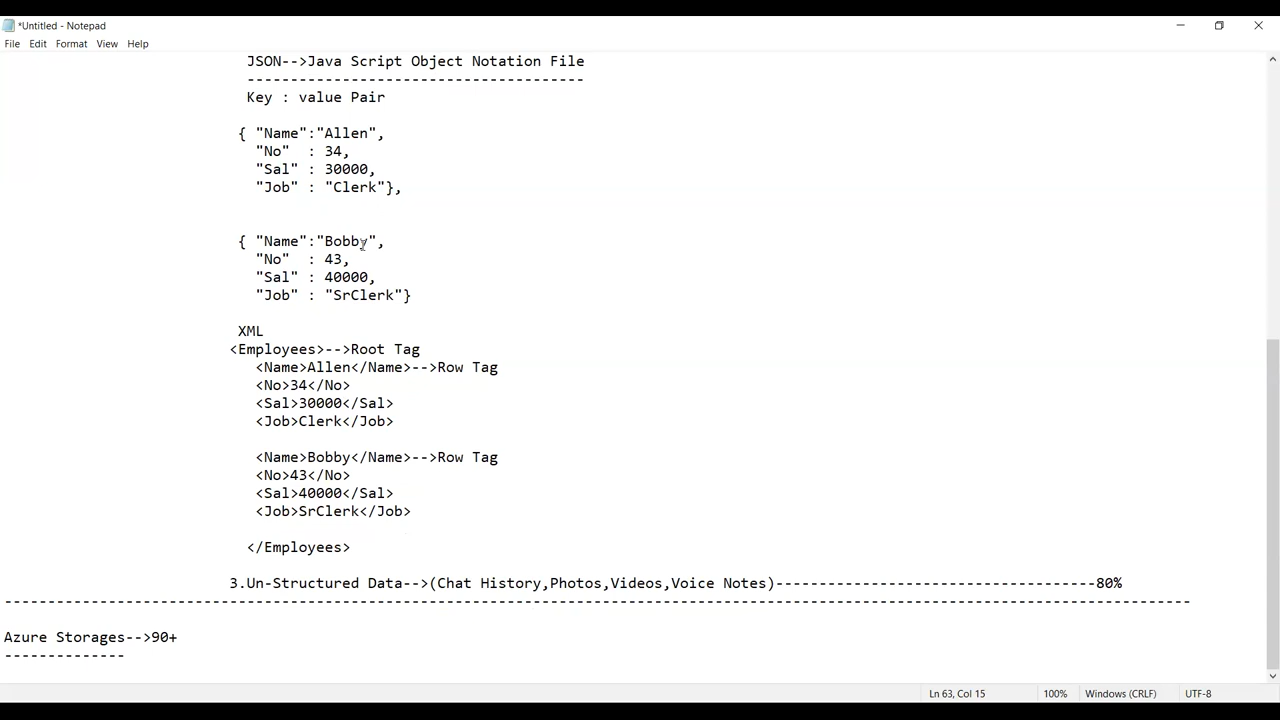 *Untitled - Notepad
File Edit Format View Help
JSON-->Java Script Object Notation File
---------------------------------------
Key : value Pair
{ "Name":"Allen",
"No" : 34,
"Sal" : 30000,
"Job" : "Clerk"},
{ "Name":"Bobby",
"No" : 43,
"Sal" : 40000,
"Job" : "SrClerk"}
XML
<Employees>-->Root Tag
<Name>Allen</Name>-->Row Tag
<No>34</No>
<Sal>30000</Sal>
<Job>Clerk</Job>
<Name>Bobby</Name>-->Row Tag
<No>43</No>
<Sal>40000</Sal>
<Job>SrClerk</Job>
</Employees>
3.Un-Structured Data-->(Chat History,Photos,Videos,Voice Notes)-------------------------------------80%
-----------------------------------------------------------------------------------------------------------------------------------------
Azure Storages-->90+
--------------
Ln 63, Col 15 100% Windows (CRLF) UTF-8